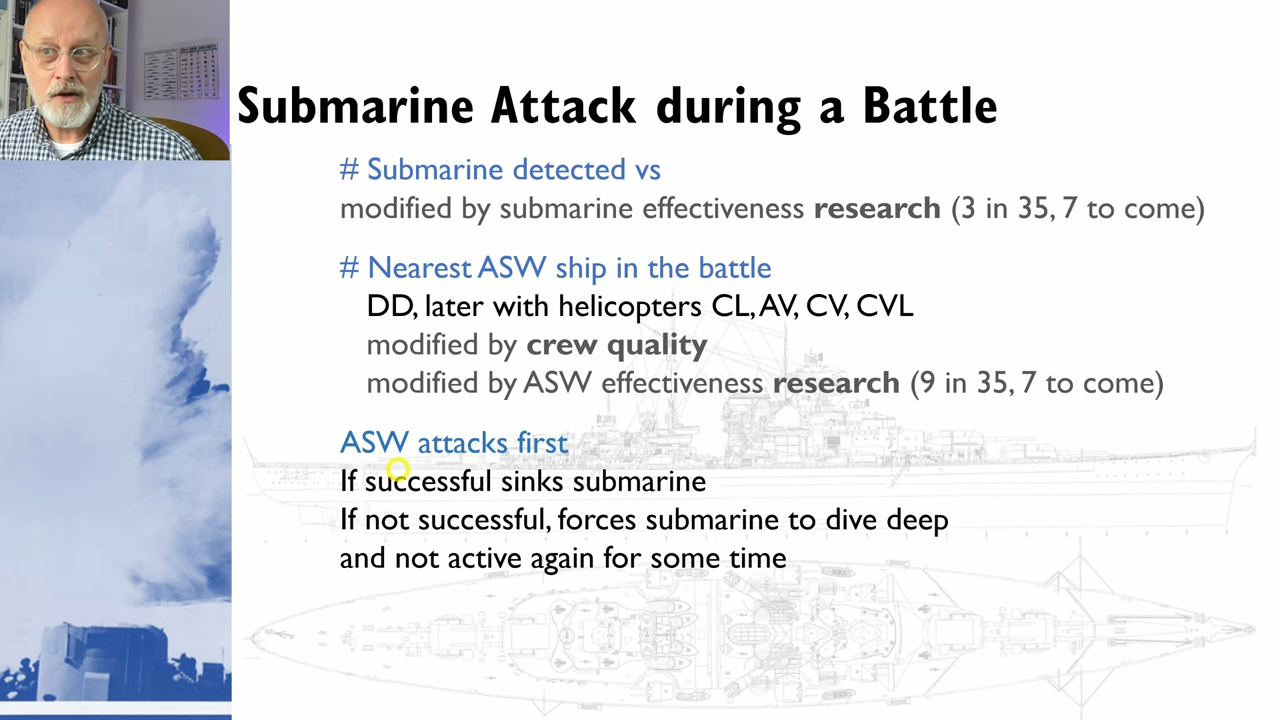 Submarine Attack during a Battle
# Submarine detected vs
modified by submarine effectiveness research (3 in 35, 7 to come)
# Nearest ASW ship in the battle
DD, later with helicopters CL, AV, CV, CVL
modified by crew quality
modified by ASW effectiveness research (9 in 35, 7 to come)
ASW attacks first
If successful sinks submarine
If not successful, forces submarine to dive deep
and not active again for some time